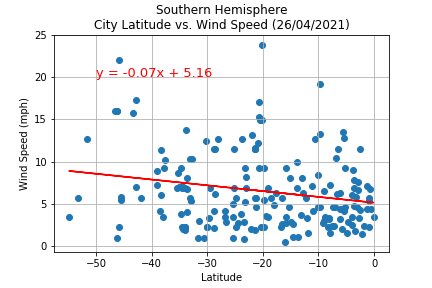 Southern Hemisphere
City Latitude vs. Wind Speed (26/04/2021)
25
20
15
10
5
0
Wind Speed (mph)
y = -0.07x + 5.16
−50 −40 −30 −20 −10 0
Latitude